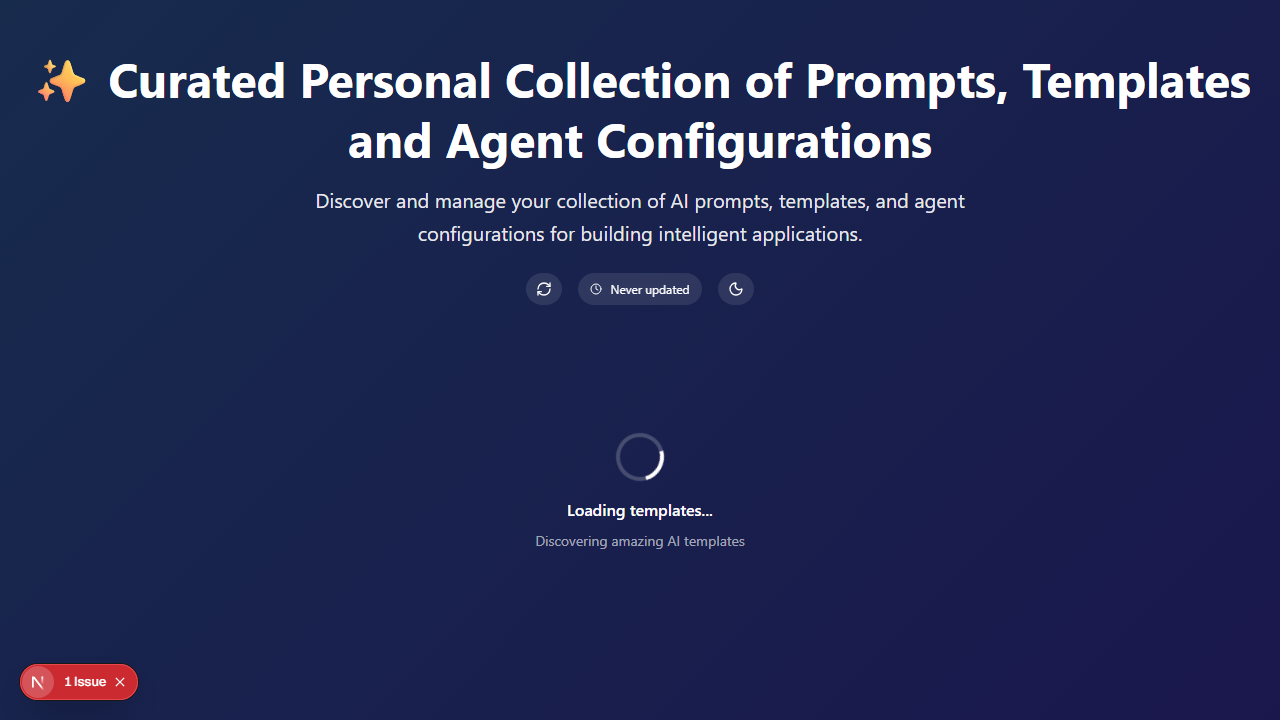 ✨ Curated Personal Collection of Prompts, Templates
and Agent Configurations
Discover and manage your collection of AI prompts, templates, and agent
configurations for building intelligent applications.
Never updated
Loading templates...
Discovering amazing AI templates
N 1 Issue